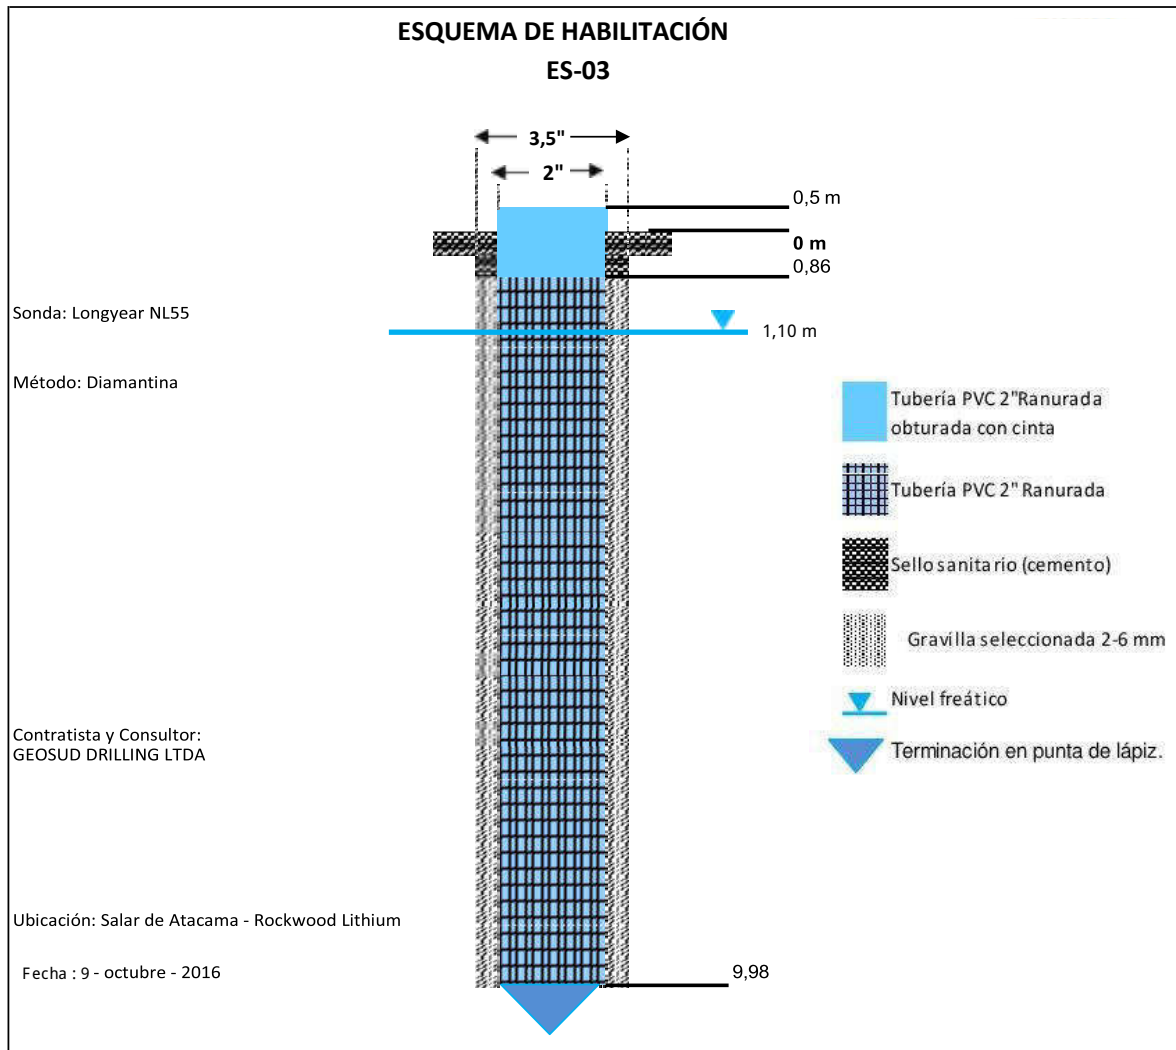 ESQUEMA DE HABILITACIÓN
ES-03
3,5"
2"
0,5 m
0 m
0,86
1,10 m
9,98
Sonda: Longyear NL55
Método: Diamantina
Contratista y Consultor:
GEOSUD DRILLING LTDA
Ubicación: Salar de Atacama - Rockwood Lithium
Fecha : 9 - octubre - 2016
Tubería PVC 2"Ranurada
obturada con cinta
Tubería PVC 2" Ranurada
Sello sanitario (cemento)
Gravilla seleccionada 2-6 mm
Nivel freático
Terminación en punta de lápiz.